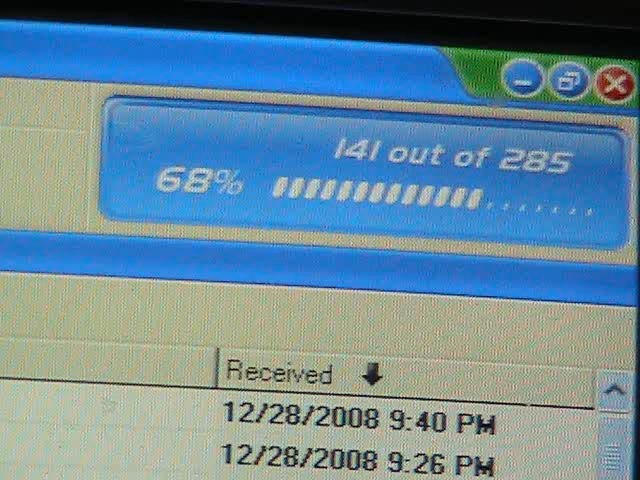 141 out of 285
68%
Received
12/28/2008 9:40 PM
12/28/2008 9:26 PM